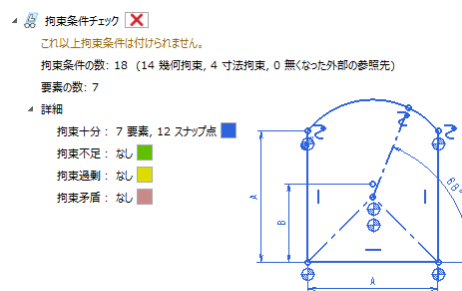 拘束条件チェック
これ以上拘束条件は付けられません。
拘束条件の数: 18 (14 幾何拘束, 4 寸法拘束, 0 無くなった外部の参照先)
要素の数: 7
詳細
拘束十分 : 7 要素, 12 スナップ点
拘束不足 : なし
拘束過剰 : なし
拘束矛盾 : なし
A
B
68°
A